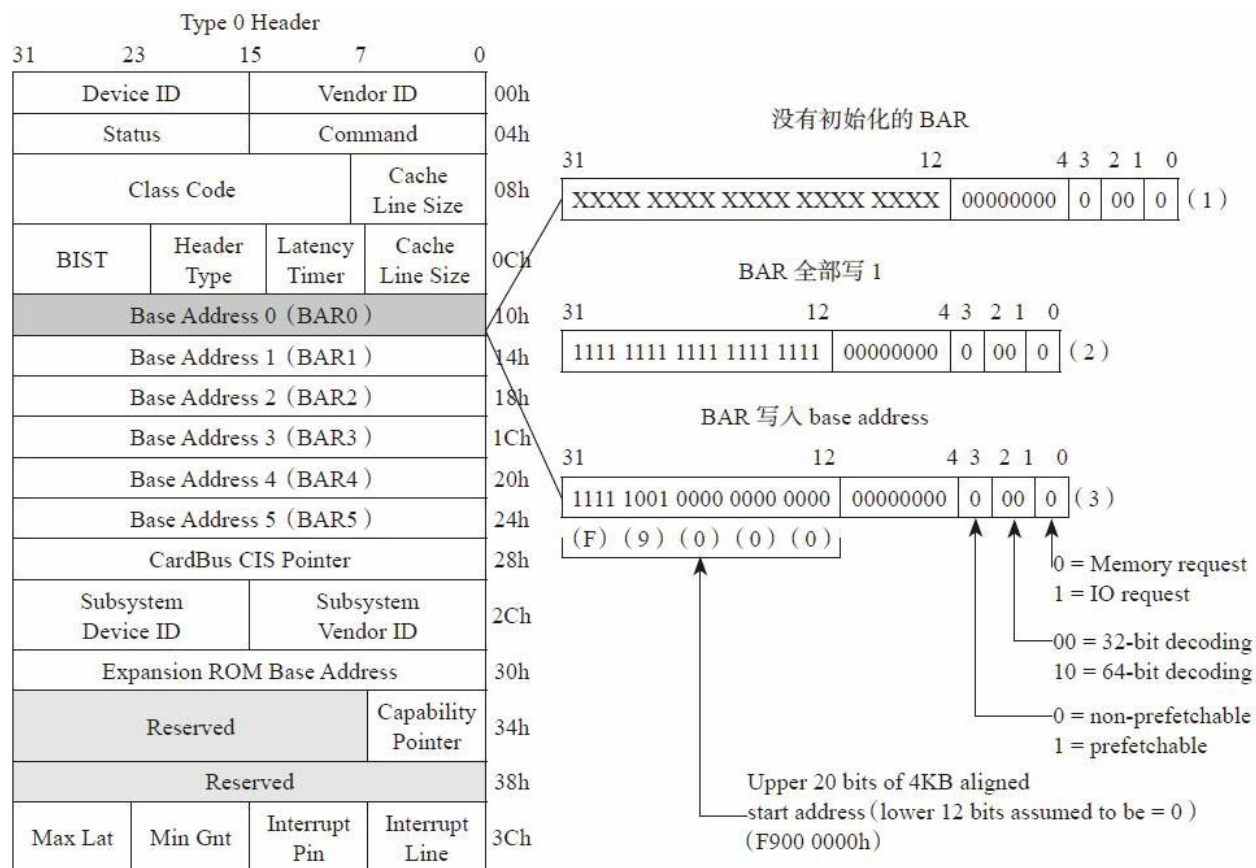 Type 0 Header
31 23 15 7 0
Device ID Vendor ID 00h
Status Command 04h
Class Code Cache Line Size 08h
BIST Header Type Latency Timer Cache Line Size 0Ch
Base Address 0（BAR0） 10h
Base Address 1（BAR1） 14h
Base Address 2（BAR2） 18h
Base Address 3（BAR3） 1Ch
Base Address 4（BAR4） 20h
Base Address 5（BAR5） 24h
CardBus CIS Pointer 28h
Subsystem Device ID Subsystem Vendor ID 2Ch
Expansion ROM Base Address 30h
Reserved Capability Pointer 34h
Reserved 38h
Max Lat Min Gnt Interrupt Pin Interrupt Line 3Ch
没有初始化的 BAR
31 12 4 3 2 1 0
XXXX XXXX XXXX XXXX XXXX 00000000 0 00 0（1）
BAR 全部写 1
31 12 4 3 2 1 0
1111 1111 1111 1111 1111 00000000 0 00 0（2）
BAR 写入 base address
31 12 4 3 2 1 0
1111 1001 0000 0000 0000 00000000 0 00 0（3）
（F）（9）（0）（0）（0）
0 = Memory request
1 = IO request
00 = 32-bit decoding
10 = 64-bit decoding
0 = non-prefetchable
1 = prefetchable
Upper 20 bits of 4KB aligned
start address（lower 12 bits assumed to be = 0）
（F900 0000h）